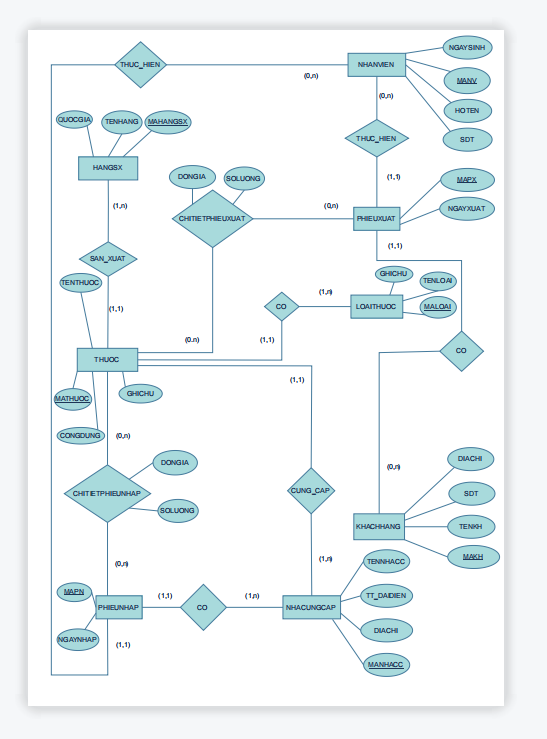 THUC_HIEN
NHANVIEN
NGAYSINH
MANV
HOTEN
SDT
(0,n)
(0,n)
QUOCGIA
TENHANG
MAHANGSX
THUC_HIEN
HANGSX
DONGIA
SOLUONG
(1,1)
MAPX
(1,n)
(0,n)
CHITIETPHIEUXUAT
PHIEUXUAT
NGAYXUAT
(1,1)
SAN_XUAT
TENTHUOC
GHICHU
TENLOAI
(1,n)
(1,1)
CO
LOAITHUOC
MALOAI
(0.n)
(1,1)
CO
THUOC
(1,1)
MATHUOC
GHICHU
CONGDUNG
(0,n)
DONGIA
DIACHI
(0,n)
CHITIETPHIEUNHAP
CUNG_CAP
SDT
SOLUONG
KHACHHANG
TENKH
(0,n)
(1,n)
MAKH
TENNHACC
MAPN
(1,1)
(1,n)
TT_DAIDIEN
PHIEUNHAP
CO
NHACUNGCAP
NGAYNHAP
(1,1)
DIACHI
MANHACC